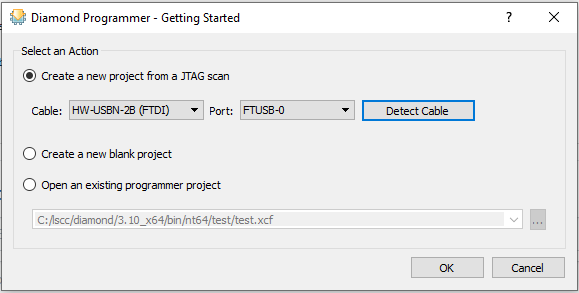 Diamond Programmer - Getting Started
Select an Action
Create a new project from a JTAG scan
Cable: HW-USBN-2B (FTDI) Port: FTUSB-0 Detect Cable
Create a new blank project
Open an existing programmer project
C:/lscc/diamond/3.10_x64/bin/nt64/test/test.xcf ...
OK Cancel